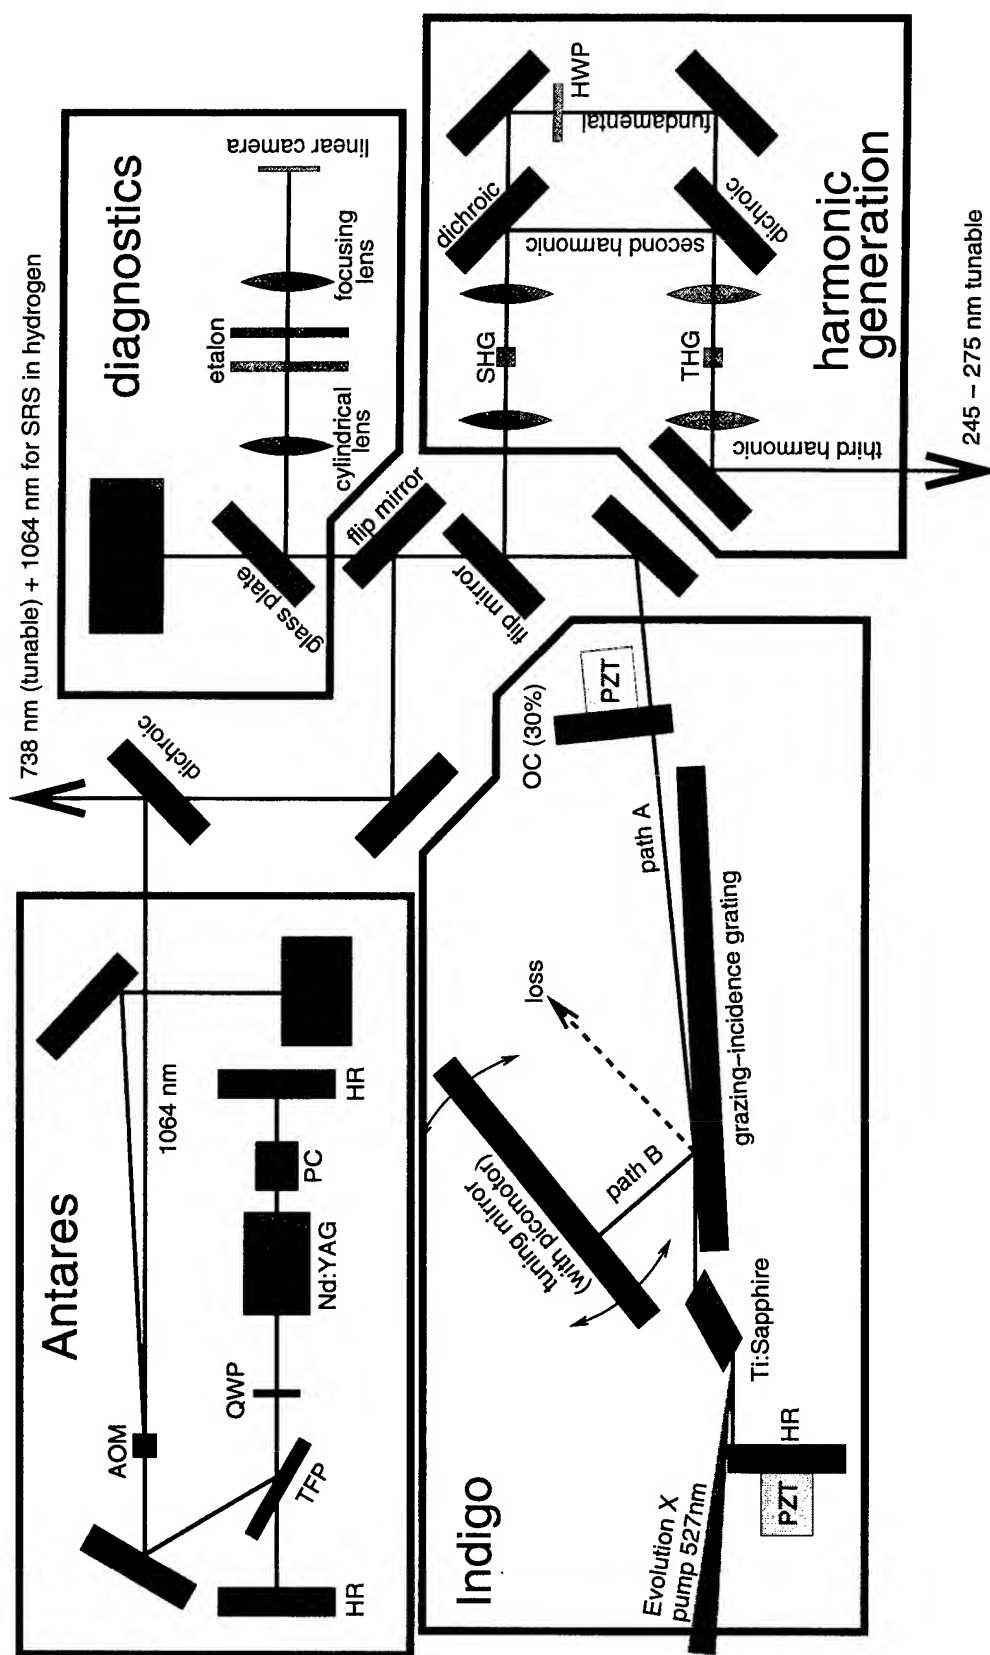 738 nm (tunable) + 1064 nm for SRS in hydrogen
diagnostics
linear camera
focusing
lens
etalon
cylindrical
lens
glass plate
flip mirror
flip mirror
HWP
fundamental
dichroic
second harmonic
dichroic
SHG
THG
harmonic
generation
third harmonic
245 – 275 nm tunable
dichroic
Antares
1064 nm
AOM
HR
PC
Nd:YAG
QWP
TFP
HR
Indigo
OC (30%)
PZT
path A
loss
grazing–incidence grating
path B
tuning mirror
(with picomotor)
Ti:Sapphire
HR
PZT
Evolution X
pump 527nm